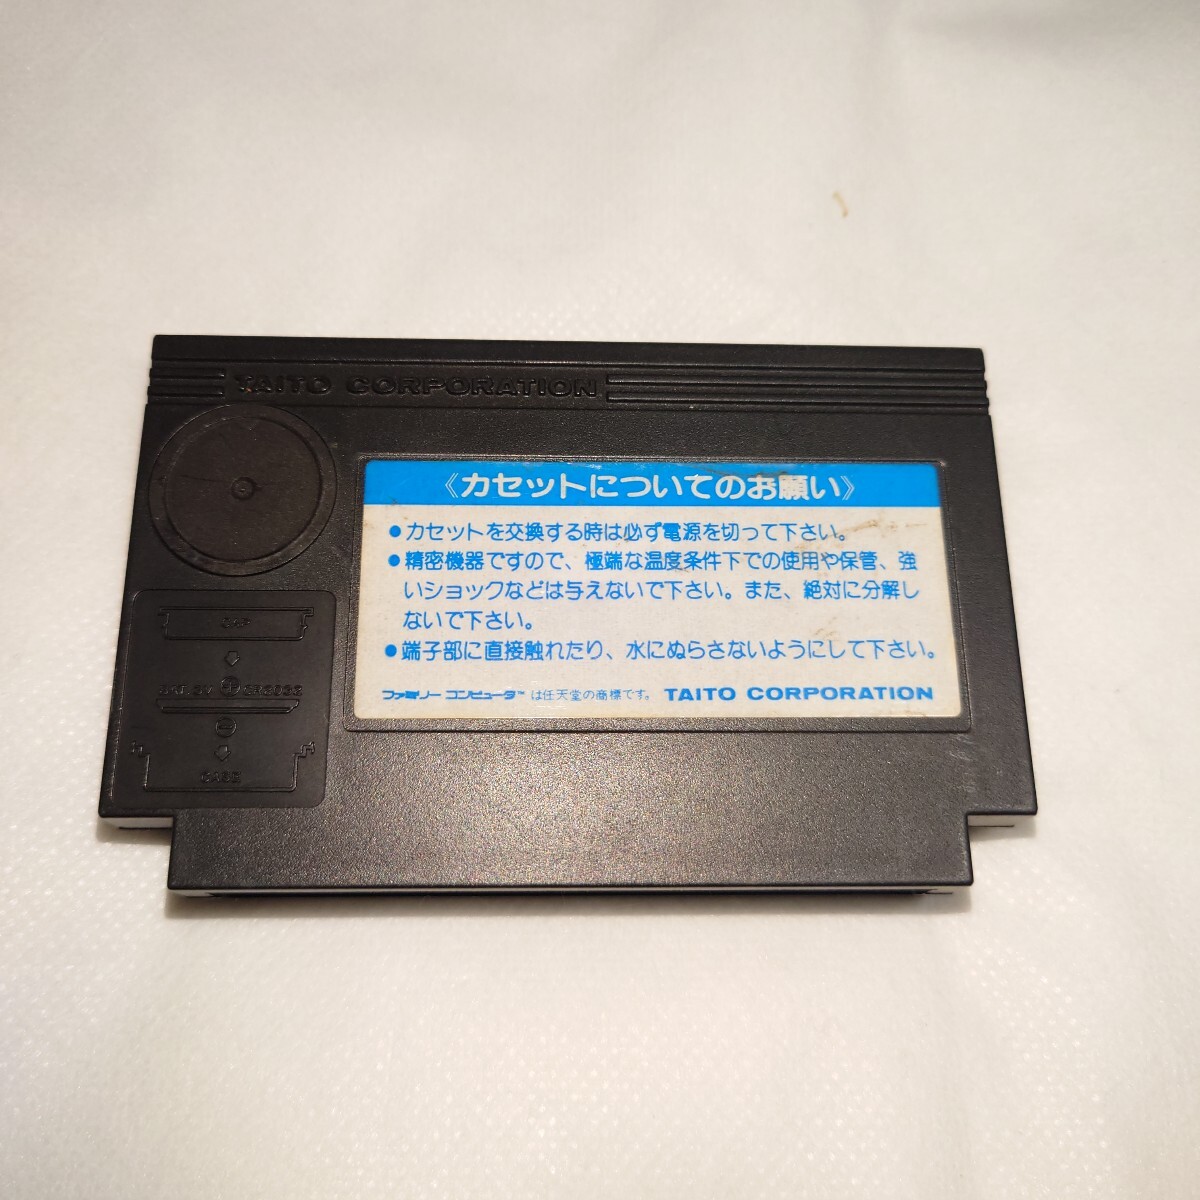 TAITO CORPORATION
《カセットについてのお願い》
●カセットを交換する時は必ず電源を切って下さい。
●精密機器ですので、極端な温度条件下での使用や保管、強
いショックなどは与えないで下さい。また、絶対に分解し
ないで下さい。
●端子部に直接触れたり、水にぬらさないようにして下さい。
ファミリーコンピュータ™は任天堂の商標です。 TAITO CORPORATION
CAP
BAT. 3V CR2032
CASE